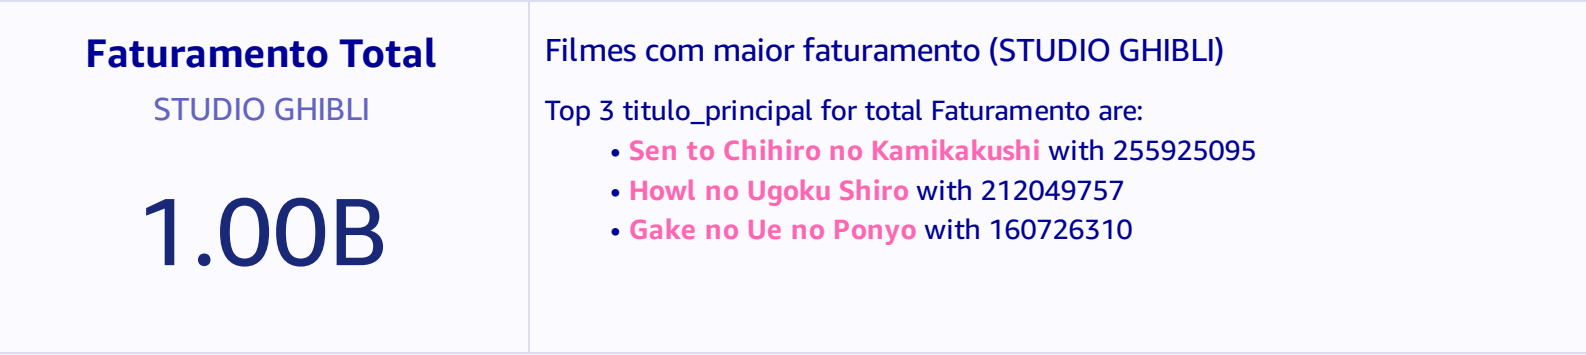 Faturamento Total
STUDIO GHIBLI
1.00B
Filmes com maior faturamento (STUDIO GHIBLI)
Top 3 titulo_principal for total Faturamento are:
• Sen to Chihiro no Kamikakushi with 255925095
• Howl no Ugoku Shiro with 212049757
• Gake no Ue no Ponyo with 160726310